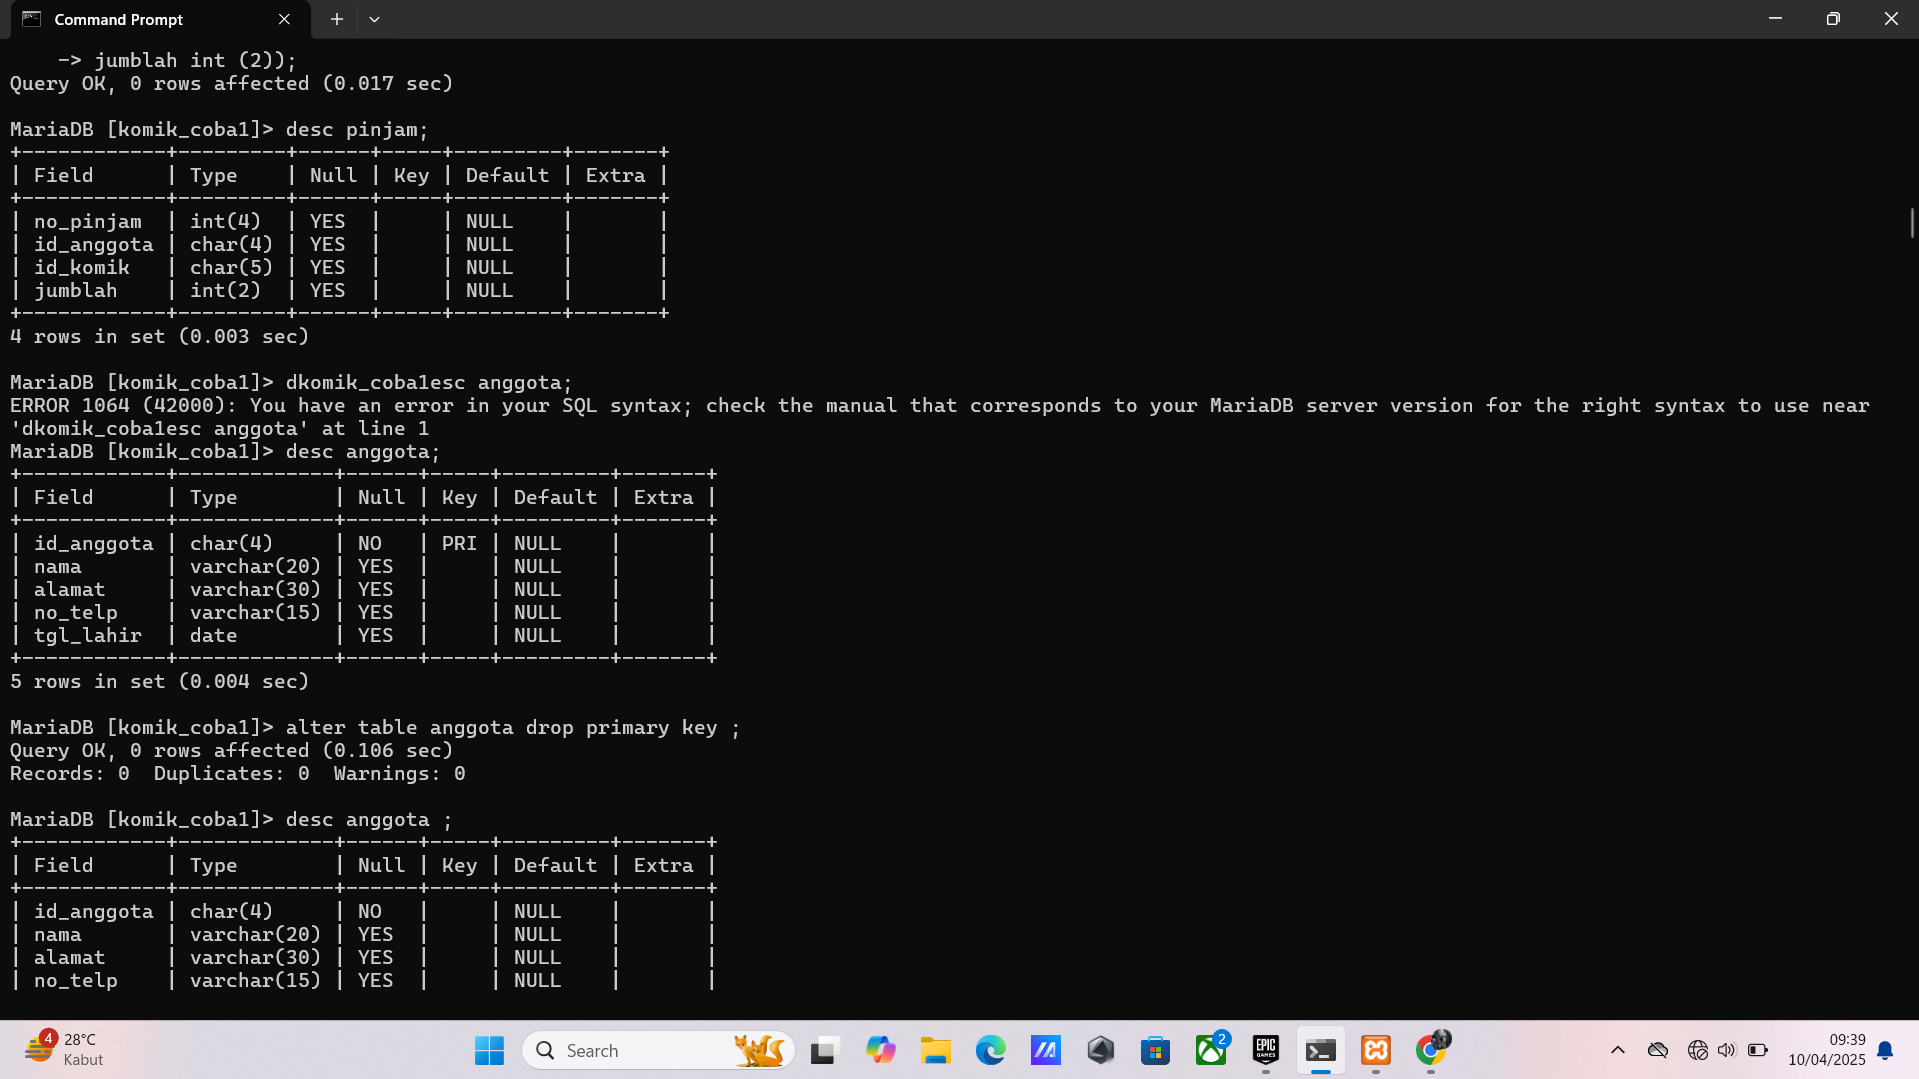 Command Prompt
    -> jumblah int (2));
Query OK, 0 rows affected (0.017 sec)
MariaDB [komik_coba1]> desc pinjam;
+------------+---------+------+-----+---------+-------+
| Field      | Type    | Null | Key | Default | Extra |
+------------+---------+------+-----+---------+-------+
| no_pinjam  | int(4)  | YES  |     | NULL    |       |
| id_anggota | char(4) | YES  |     | NULL    |       |
| id_komik   | char(5) | YES  |     | NULL    |       |
| jumblah    | int(2)  | YES  |     | NULL    |       |
+------------+---------+------+-----+---------+-------+
4 rows in set (0.003 sec)
MariaDB [komik_coba1]> dkomik_coba1esc anggota;
ERROR 1064 (42000): You have an error in your SQL syntax; check the manual that corresponds to your MariaDB server version for the right syntax to use near
'dkomik_coba1esc anggota' at line 1
MariaDB [komik_coba1]> desc anggota;
+------------+-------------+------+-----+---------+-------+
| Field      | Type        | Null | Key | Default | Extra |
+------------+-------------+------+-----+---------+-------+
| id_anggota | char(4)     | NO   | PRI | NULL    |       |
| nama       | varchar(20) | YES  |     | NULL    |       |
| alamat     | varchar(30) | YES  |     | NULL    |       |
| no_telp    | varchar(15) | YES  |     | NULL    |       |
| tgl_lahir  | date        | YES  |     | NULL    |       |
+------------+-------------+------+-----+---------+-------+
5 rows in set (0.004 sec)
MariaDB [komik_coba1]> alter table anggota drop primary key ;
Query OK, 0 rows affected (0.106 sec)
Records: 0  Duplicates: 0  Warnings: 0
MariaDB [komik_coba1]> desc anggota ;
+------------+-------------+------+-----+---------+-------+
| Field      | Type        | Null | Key | Default | Extra |
+------------+-------------+------+-----+---------+-------+
| id_anggota | char(4)     | NO   |     | NULL    |       |
| nama       | varchar(20) | YES  |     | NULL    |       |
| alamat     | varchar(30) | YES  |     | NULL    |       |
| no_telp    | varchar(15) | YES  |     | NULL    |       |
4
28°C
Kabut
Search
2
EPIC
GAMES
09:39
10/04/2025